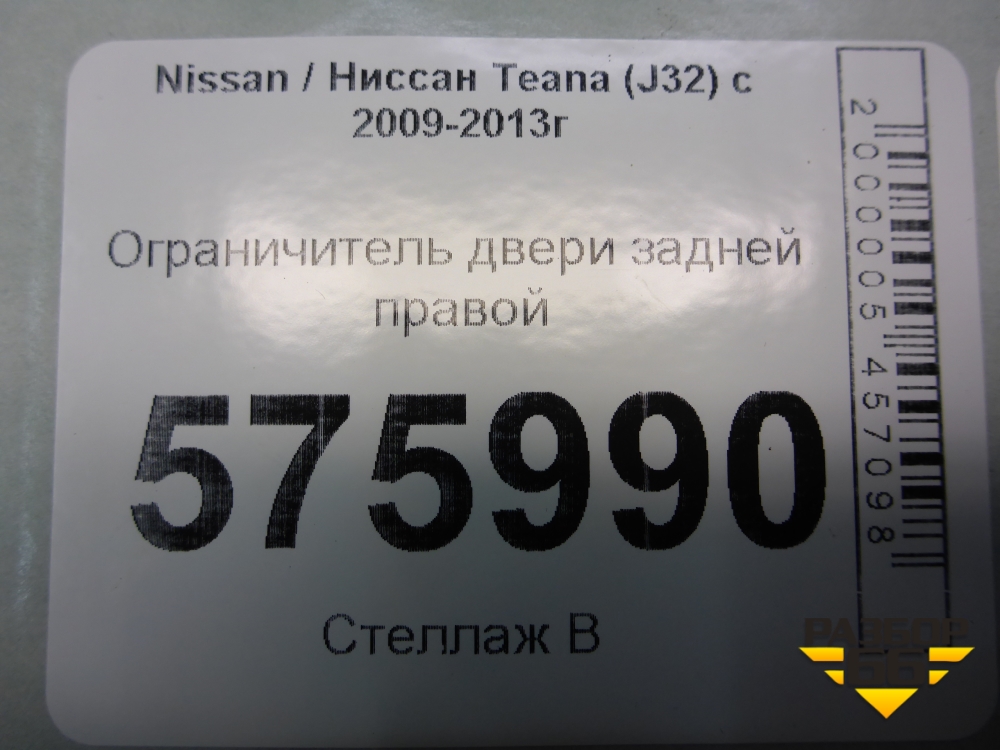 Nissan / Ниссан Teana (J32) с
2009-2013г
Ограничитель двери задней
правой
575990
Стеллаж В
2000005457098
РАЗБОР
66